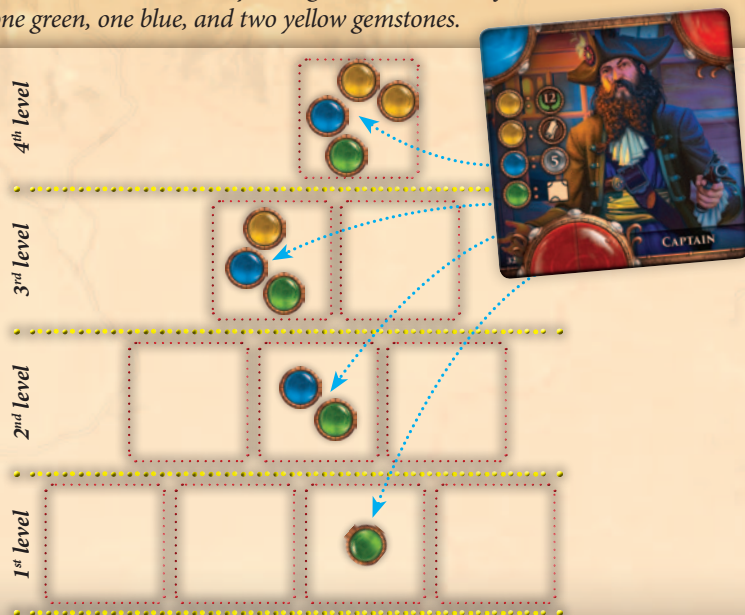 one green, one blue, and two yellow gemstones.
4th level
12
5
CAPTAIN
3rd level
2nd level
1st level